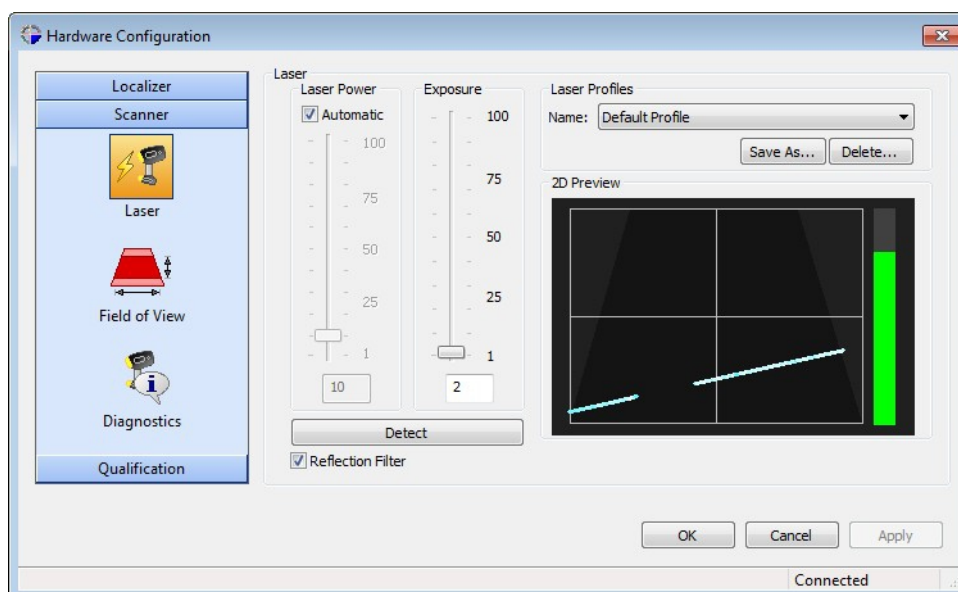 Hardware Configuration
Localizer
Scanner
Laser
Field of View
Diagnostics
Qualification
Laser
Laser Power
Automatic
100
75
50
25
1
10
Exposure
100
75
50
25
1
2
Detect
Reflection Filter
Laser Profiles
Name: Default Profile
Save As... Delete...
2D Preview
OK Cancel Apply
Connected